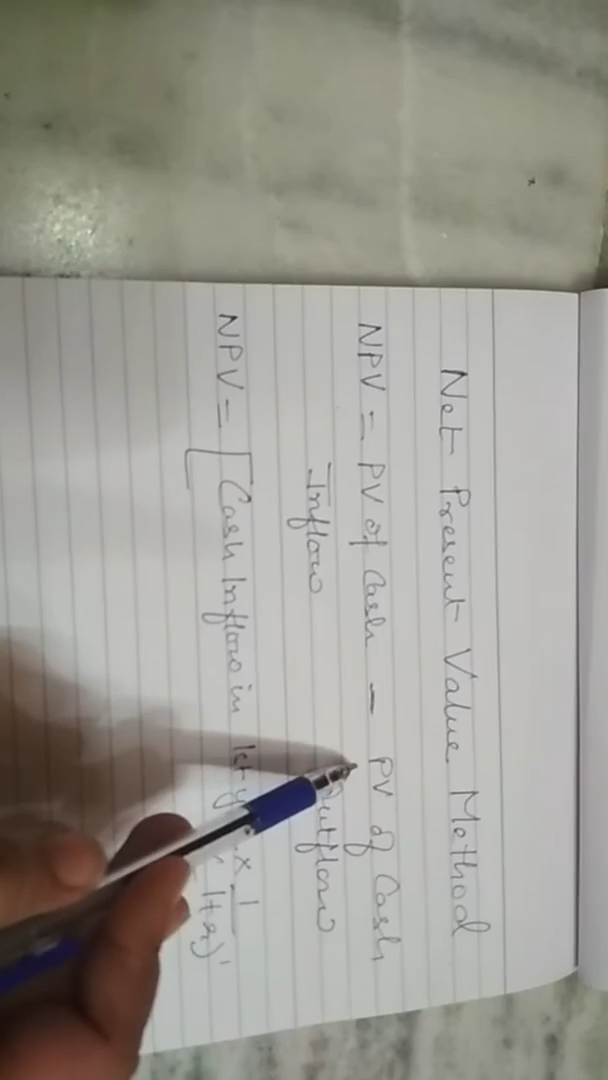 Net Present Value Method
NPV = PV of Cash - PV of Cash
Inflow Outflow
NPV = [Cash Inflow in 1st y × 1
1+r)¹